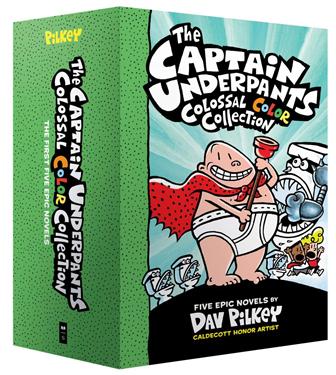 PILKEY
The Captain Underpants Colossal Color Collection
THE FIRST FIVE EPIC NOVELS
The
CAPTAIN
UNDERPANTS
COLOSSAL COLOR
COLLECTION
FIVE EPIC NOVELS BY
DAV PILKEY
CALDECOTT HONOR ARTIST